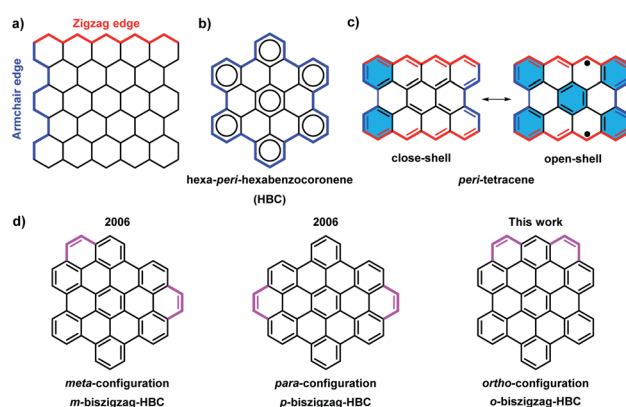 a)
Zigzag edge
Armchair edge
b)
hexa-peri-hexabenzocoronene
(HBC)
c)
close-shell
open-shell
peri-tetracene
d)
2006
2006
This work
meta-configuration
para-configuration
ortho-configuration
m-biszigzag-HBC
p-biszigzag-HBC
o-biszigzag-HBC